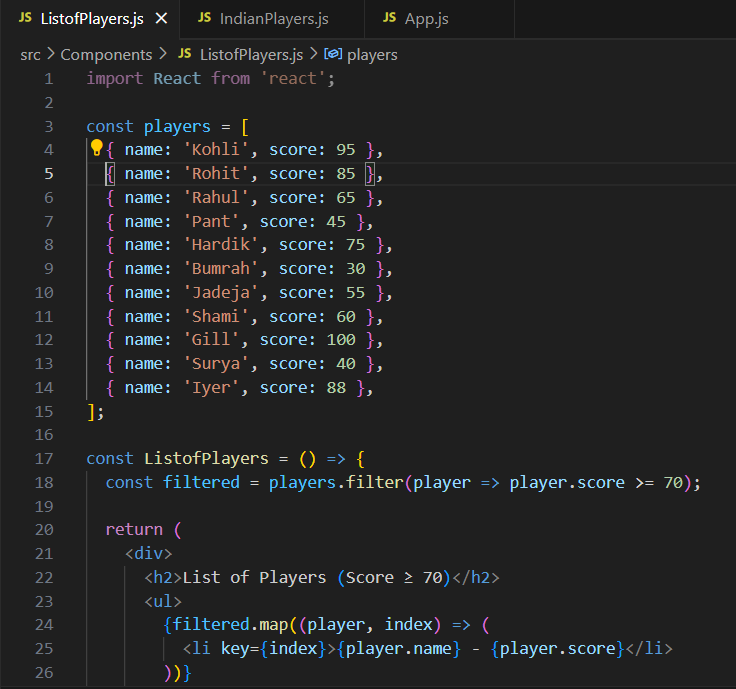 JS ListofPlayers.js × JS IndianPlayers.js JS App.js
src > Components > JS ListofPlayers.js > players
1 import React from 'react';
2
3 const players = [
4 { name: 'Kohli', score: 95 },
5 { name: 'Rohit', score: 85 },
6 { name: 'Rahul', score: 65 },
7 { name: 'Pant', score: 45 },
8 { name: 'Hardik', score: 75 },
9 { name: 'Bumrah', score: 30 },
10 { name: 'Jadeja', score: 55 },
11 { name: 'Shami', score: 60 },
12 { name: 'Gill', score: 100 },
13 { name: 'Surya', score: 40 },
14 { name: 'Iyer', score: 88 },
15 ];
16
17 const ListofPlayers = () => {
18 const filtered = players.filter(player => player.score >= 70);
19
20 return (
21 <div>
22 <h2>List of Players (Score ≥ 70)</h2>
23 <ul>
24 {filtered.map((player, index) => (
25 <li key={index}>{player.name} - {player.score}</li>
26 ))}